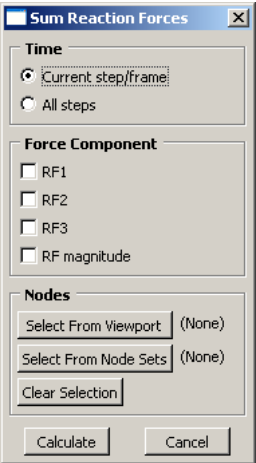 Sum Reaction Forces
Time
Current step/frame
All steps
Force Component
RF1
RF2
RF3
RF magnitude
Nodes
Select From Viewport (None)
Select From Node Sets (None)
Clear Selection
Calculate Cancel